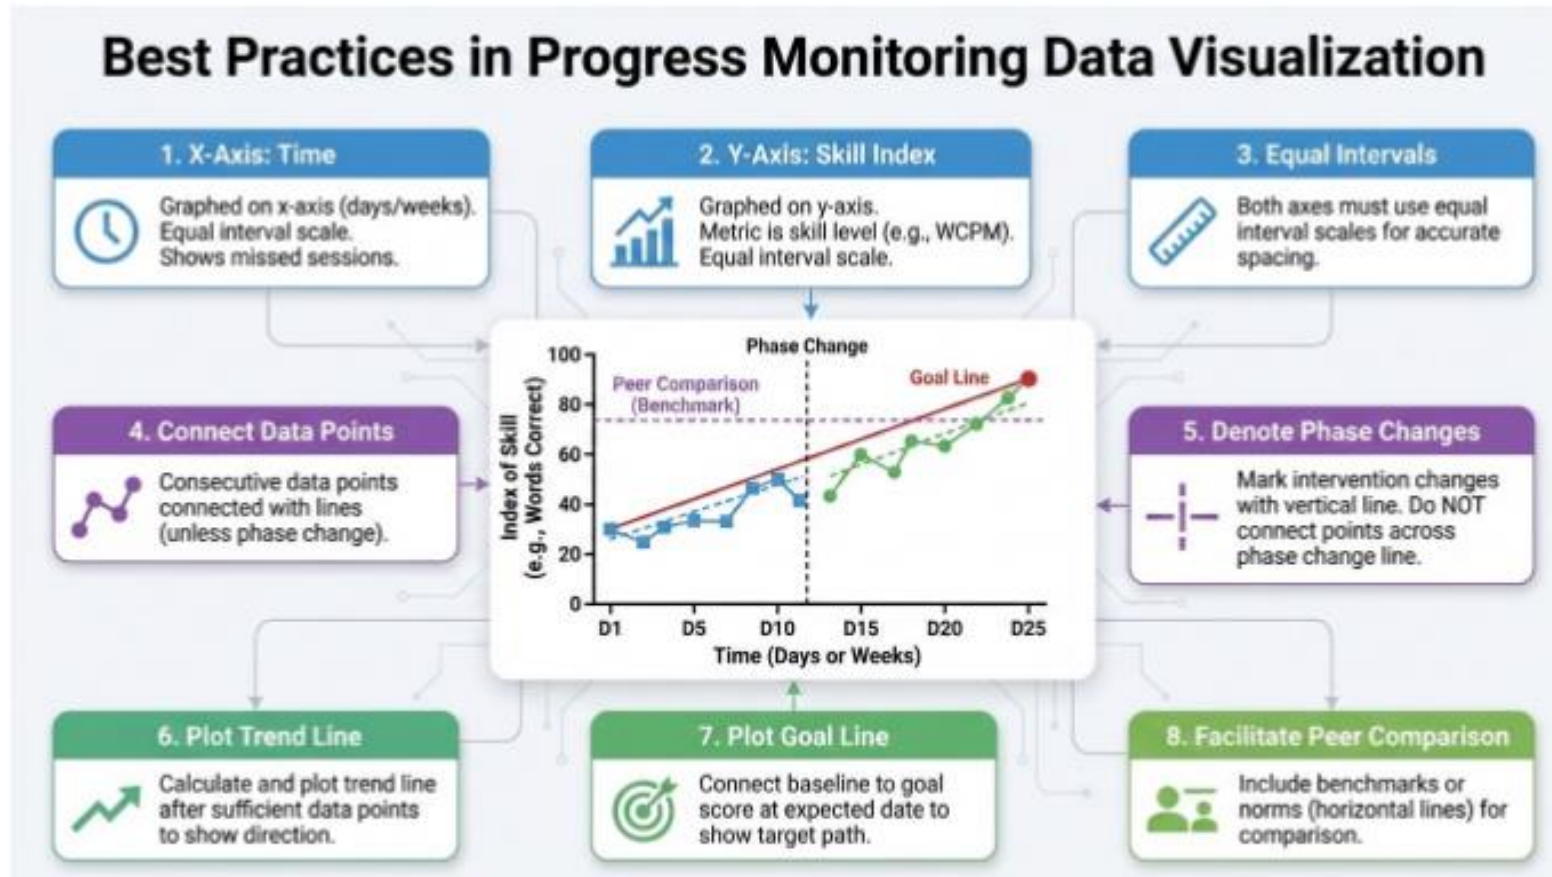 Best Practices in Progress Monitoring Data Visualization
1. X-Axis: Time
Graphed on x-axis (days/weeks).
Equal interval scale.
Shows missed sessions.
2. Y-Axis: Skill Index
Graphed on y-axis.
Metric is skill level (e.g., WCPM).
Equal interval scale.
3. Equal Intervals
Both axes must use equal
interval scales for accurate
spacing.
4. Connect Data Points
Consecutive data points
connected with lines
(unless phase change).
Phase Change
Peer Comparison
(Benchmark)
Goal Line
Index of Skill
(e.g., Words Correct)
100
80
60
40
20
0
D1 D5 D10 D15 D20 D25
Time (Days or Weeks)
5. Denote Phase Changes
Mark intervention changes
with vertical line. Do NOT
connect points across
phase change line.
6. Plot Trend Line
Calculate and plot trend line
after sufficient data points
to show direction.
7. Plot Goal Line
Connect baseline to goal
score at expected date to
show target path.
8. Facilitate Peer Comparison
Include benchmarks or
norms (horizontal lines) for
comparison.